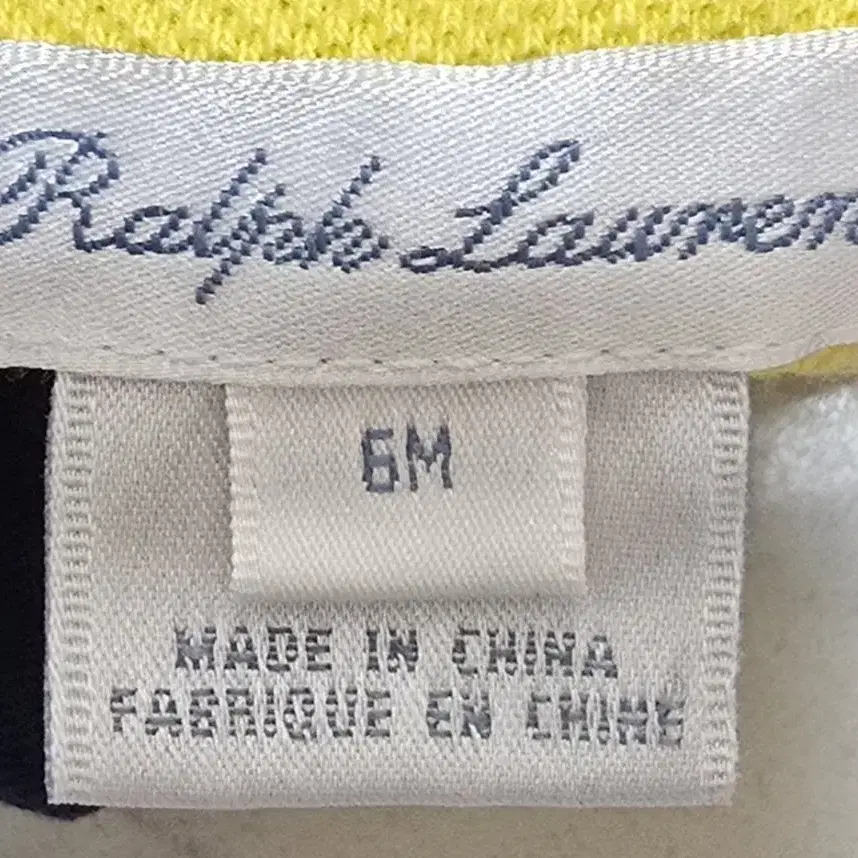 Ralph Lauren
6M
MADE IN CHINA
FABRIQUE EN CHINE